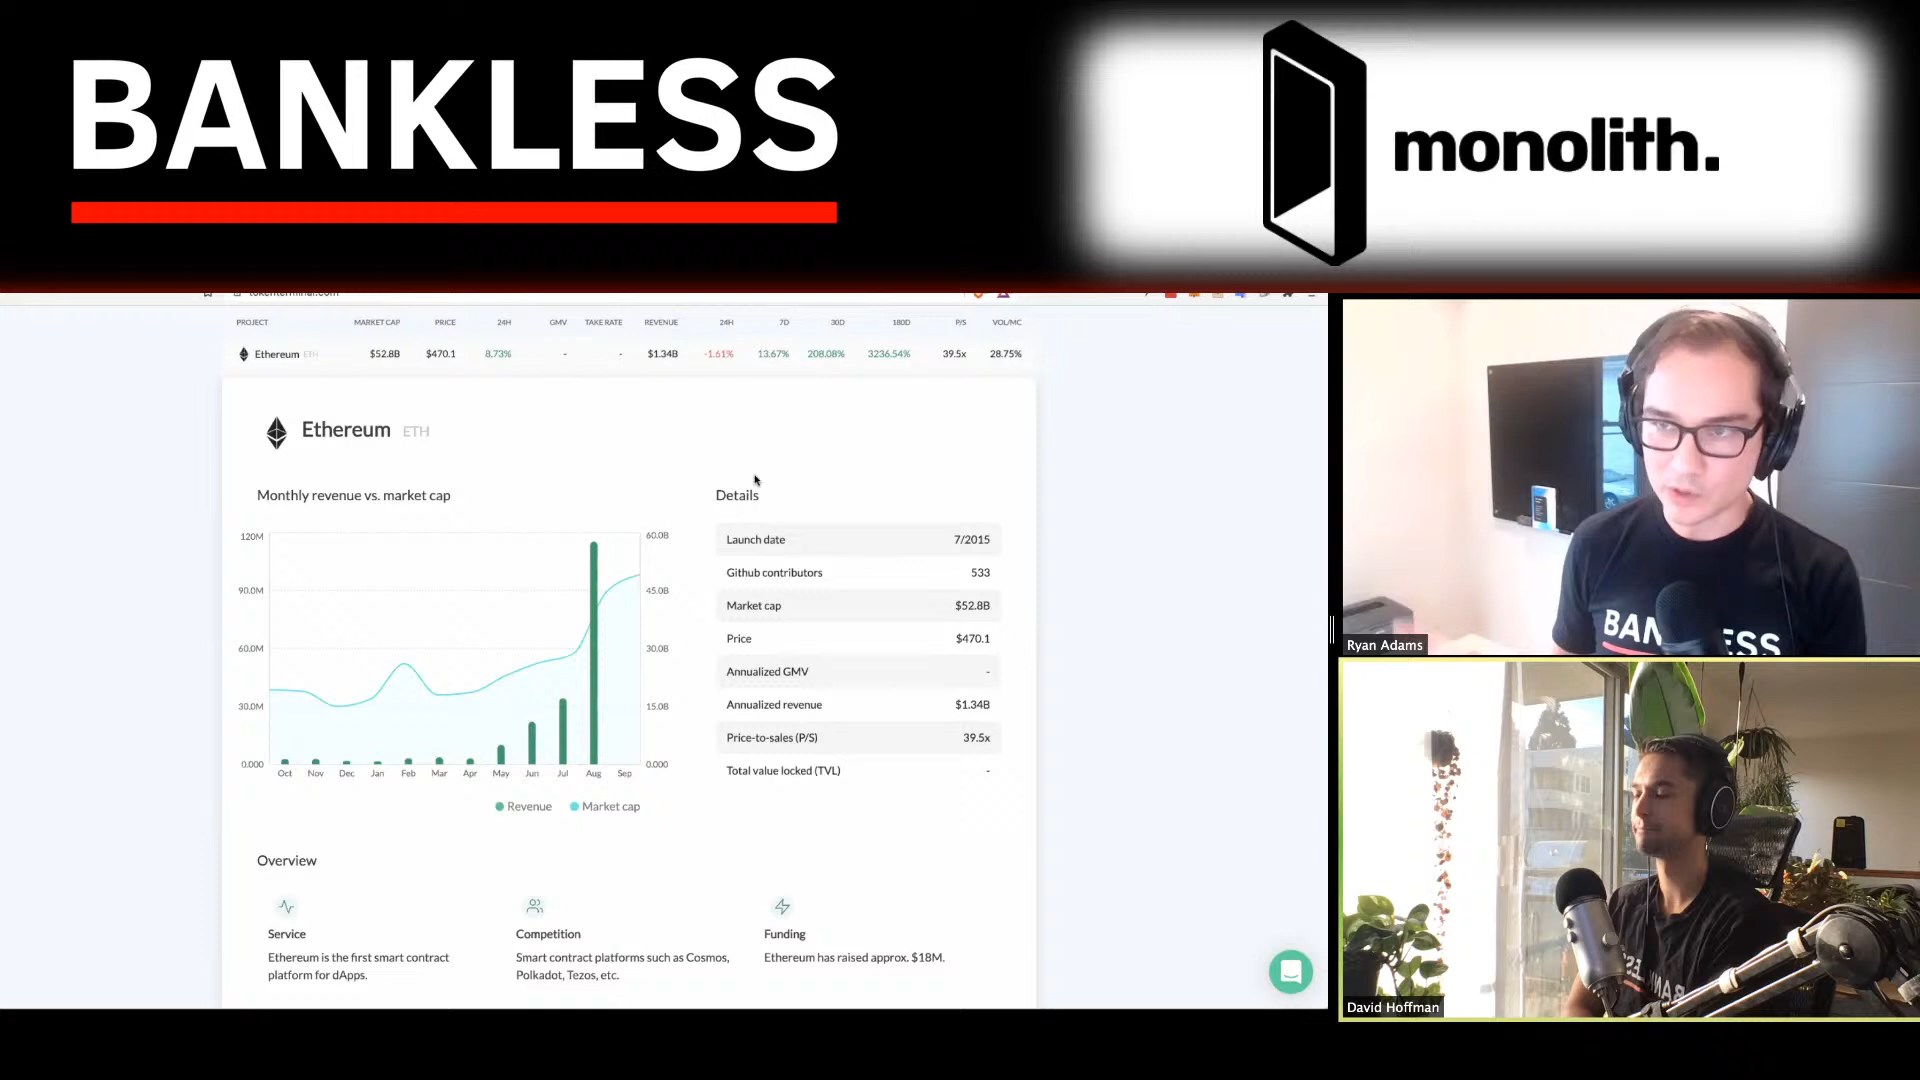 BANKLESS
monolith.
tokenterminal.com
PROJECT MARKET CAP PRICE 24H GMV TAKE RATE REVENUE 24H 7D 30D 180D P/S VOL/MC
Ethereum ETH $52.8B $470.1 8.73% - - $1.34B -1.61% 13.67% 208.08% 3236.54% 39.5x 28.75%
Ethereum ETH
Monthly revenue vs. market cap
120M
90.0M
60.0M
30.0M
0.000
60.0B
45.0B
30.0B
15.0B
0.000
Oct Nov Dec Jan Feb Mar Apr May Jun Jul Aug Sep
Revenue Market cap
Details
Launch date 7/2015
Github contributors 533
Market cap $52.8B
Price $470.1
Annualized GMV -
Annualized revenue $1.34B
Price-to-sales (P/S) 39.5x
Total value locked (TVL) -
Overview
Service
Ethereum is the first smart contract
platform for dApps.
Competition
Smart contract platforms such as Cosmos,
Polkadot, Tezos, etc.
Funding
Ethereum has raised approx. $18M.
BAN ESS
Ryan Adams
David Hoffman